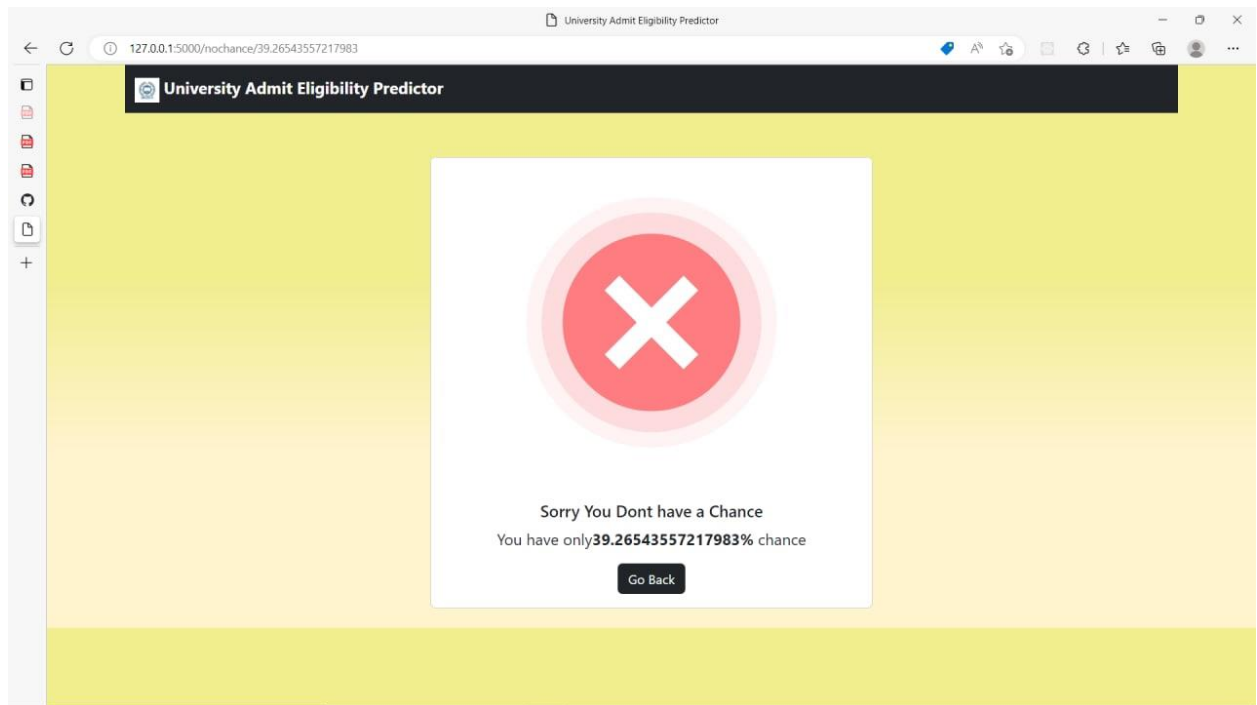 University Admit Eligibility Predictor
127.0.0.1:5000/nochance/39.26543557217983
University Admit Eligibility Predictor
Sorry You Dont have a Chance
You have only39.26543557217983% chance
Go Back